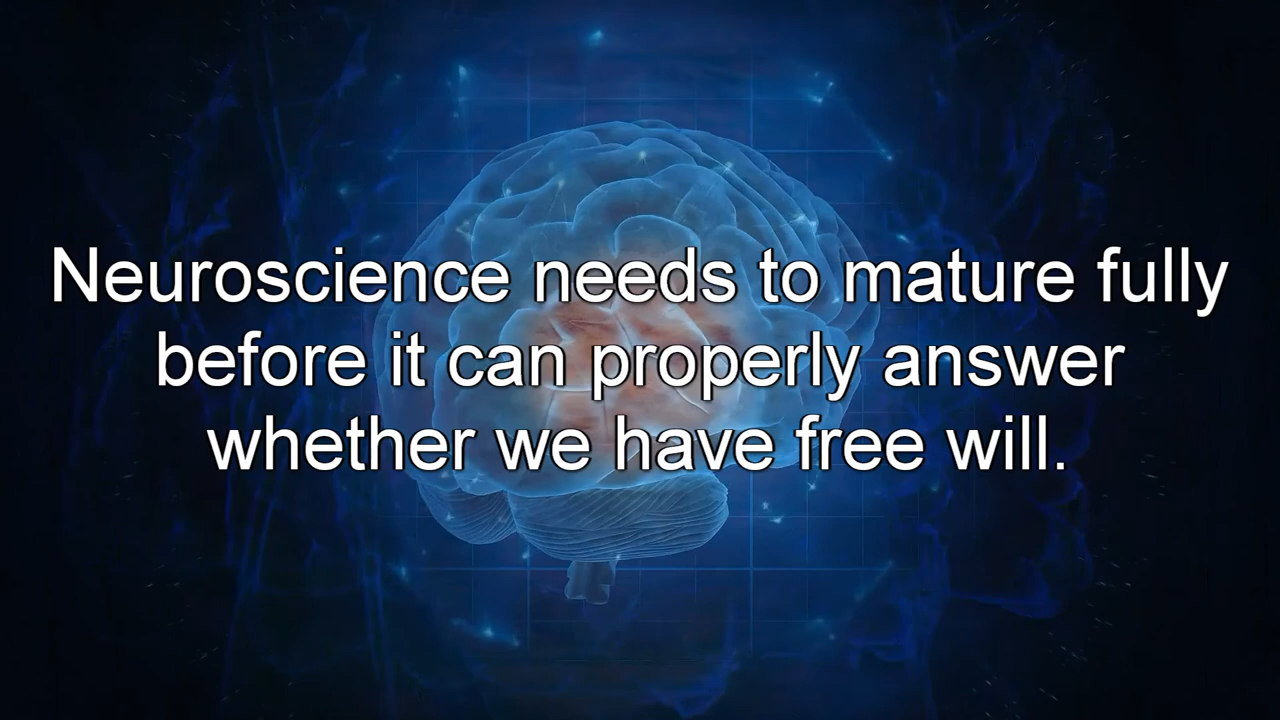 Neuroscience needs to mature fully
before it can properly answer
whether we have free will.